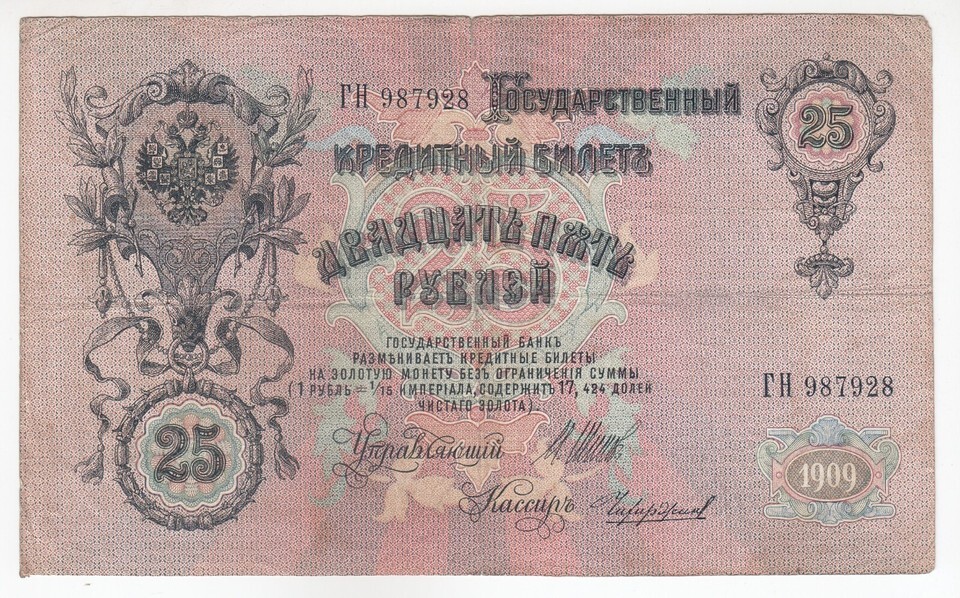 ГН 987928 Государственный
25
Кредитный Билетъ
Двадцать пять
рублей
Государственный Банкъ
размѣниваетъ кредитные билеты
на золотую монету безъ ограниченія суммы
(1 рубль = 1/15 имперіала, содержитъ 17,424 долей
чистаго золота).
ГН 987928
25
Управляющій
Кассиръ
1909